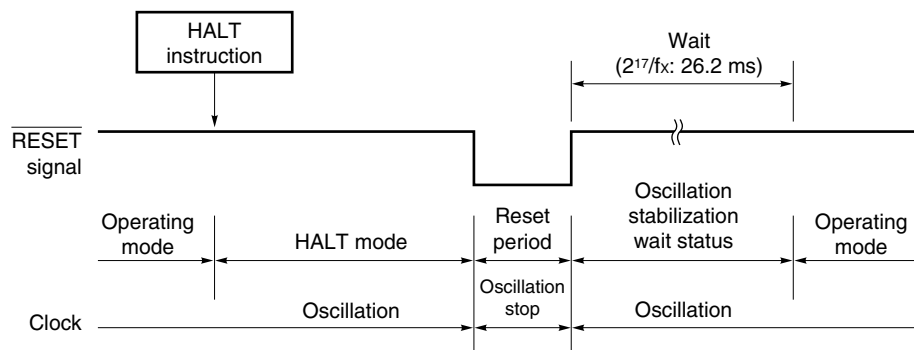 HALT
instruction
Wait
(2¹⁷/fx: 26.2 ms)
RESET
signal
Operating
mode
HALT mode
Reset
period
Oscillation
stabilization
wait status
Operating
mode
Clock
Oscillation
Oscillation
stop
Oscillation